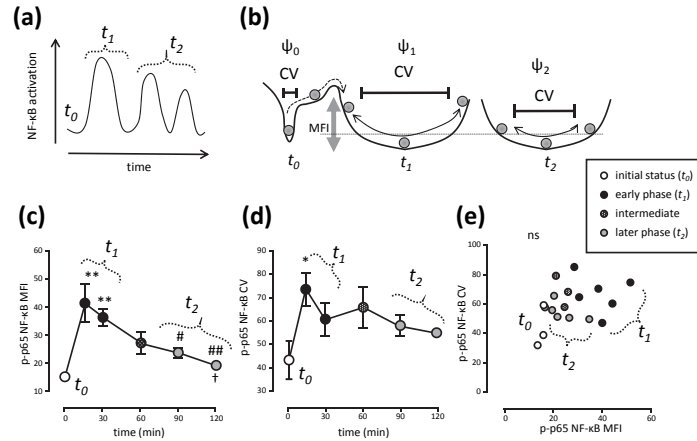 (a)
NF-κB activation
t0
t1
t2
time
(b)
ψ0
CV
ψ1
CV
ψ2
CV
MFI
t0
t1
t2
initial status (t0)
early phase (t1)
intermediate
later phase (t2)
(c)
p-p65 NF-κB MFI
60
50
40
30
20
10
t1
**
**
t2
#
##
†
t0
0
30
60
90
120
time (min)
(d)
p-p65 NF-κB CV
90
80
70
60
50
40
30
*
t1
t2
t0
0
30
60
90
120
time (min)
(e)
ns
p-p65 NF-κB CV
100
80
60
40
20
0
t0
t1
t2
0
20
40
60
p-p65 NF-κB MFI